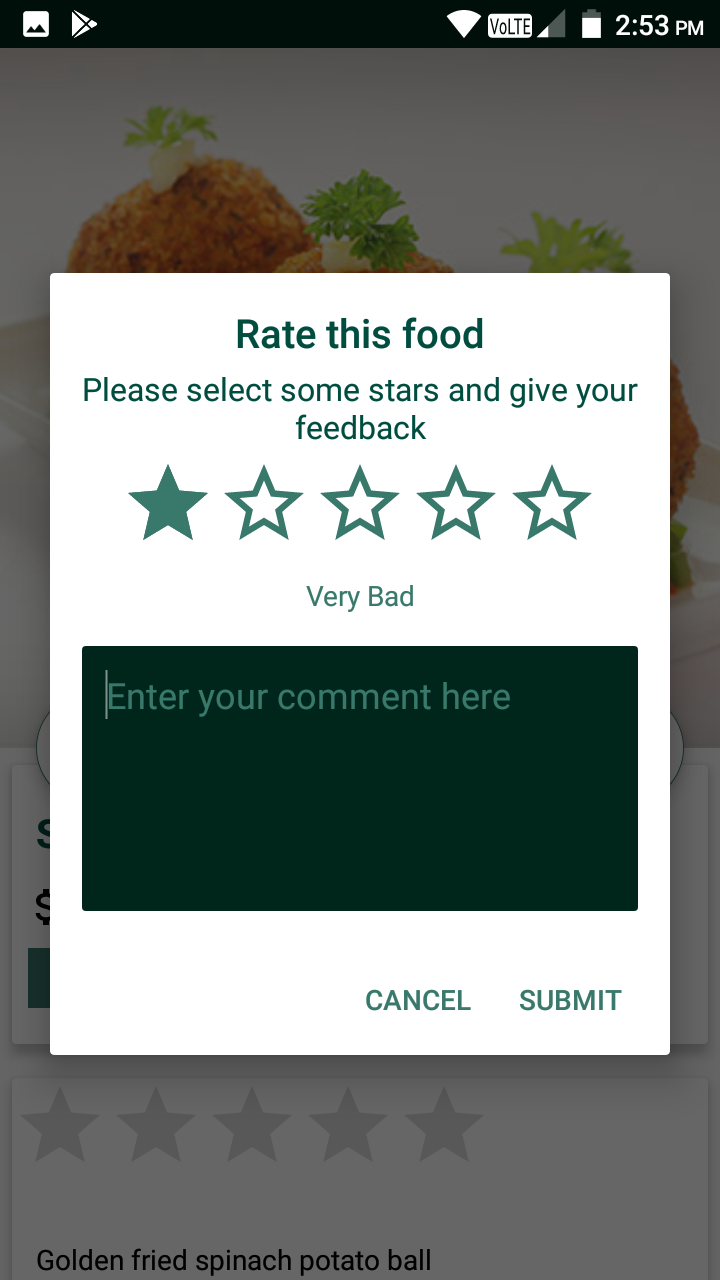 VoLTE 2:53 PM
Rate this food
Please select some stars and give your
feedback
Very Bad
Enter your comment here
S
$
CANCEL SUBMIT
Golden fried spinach potato ball